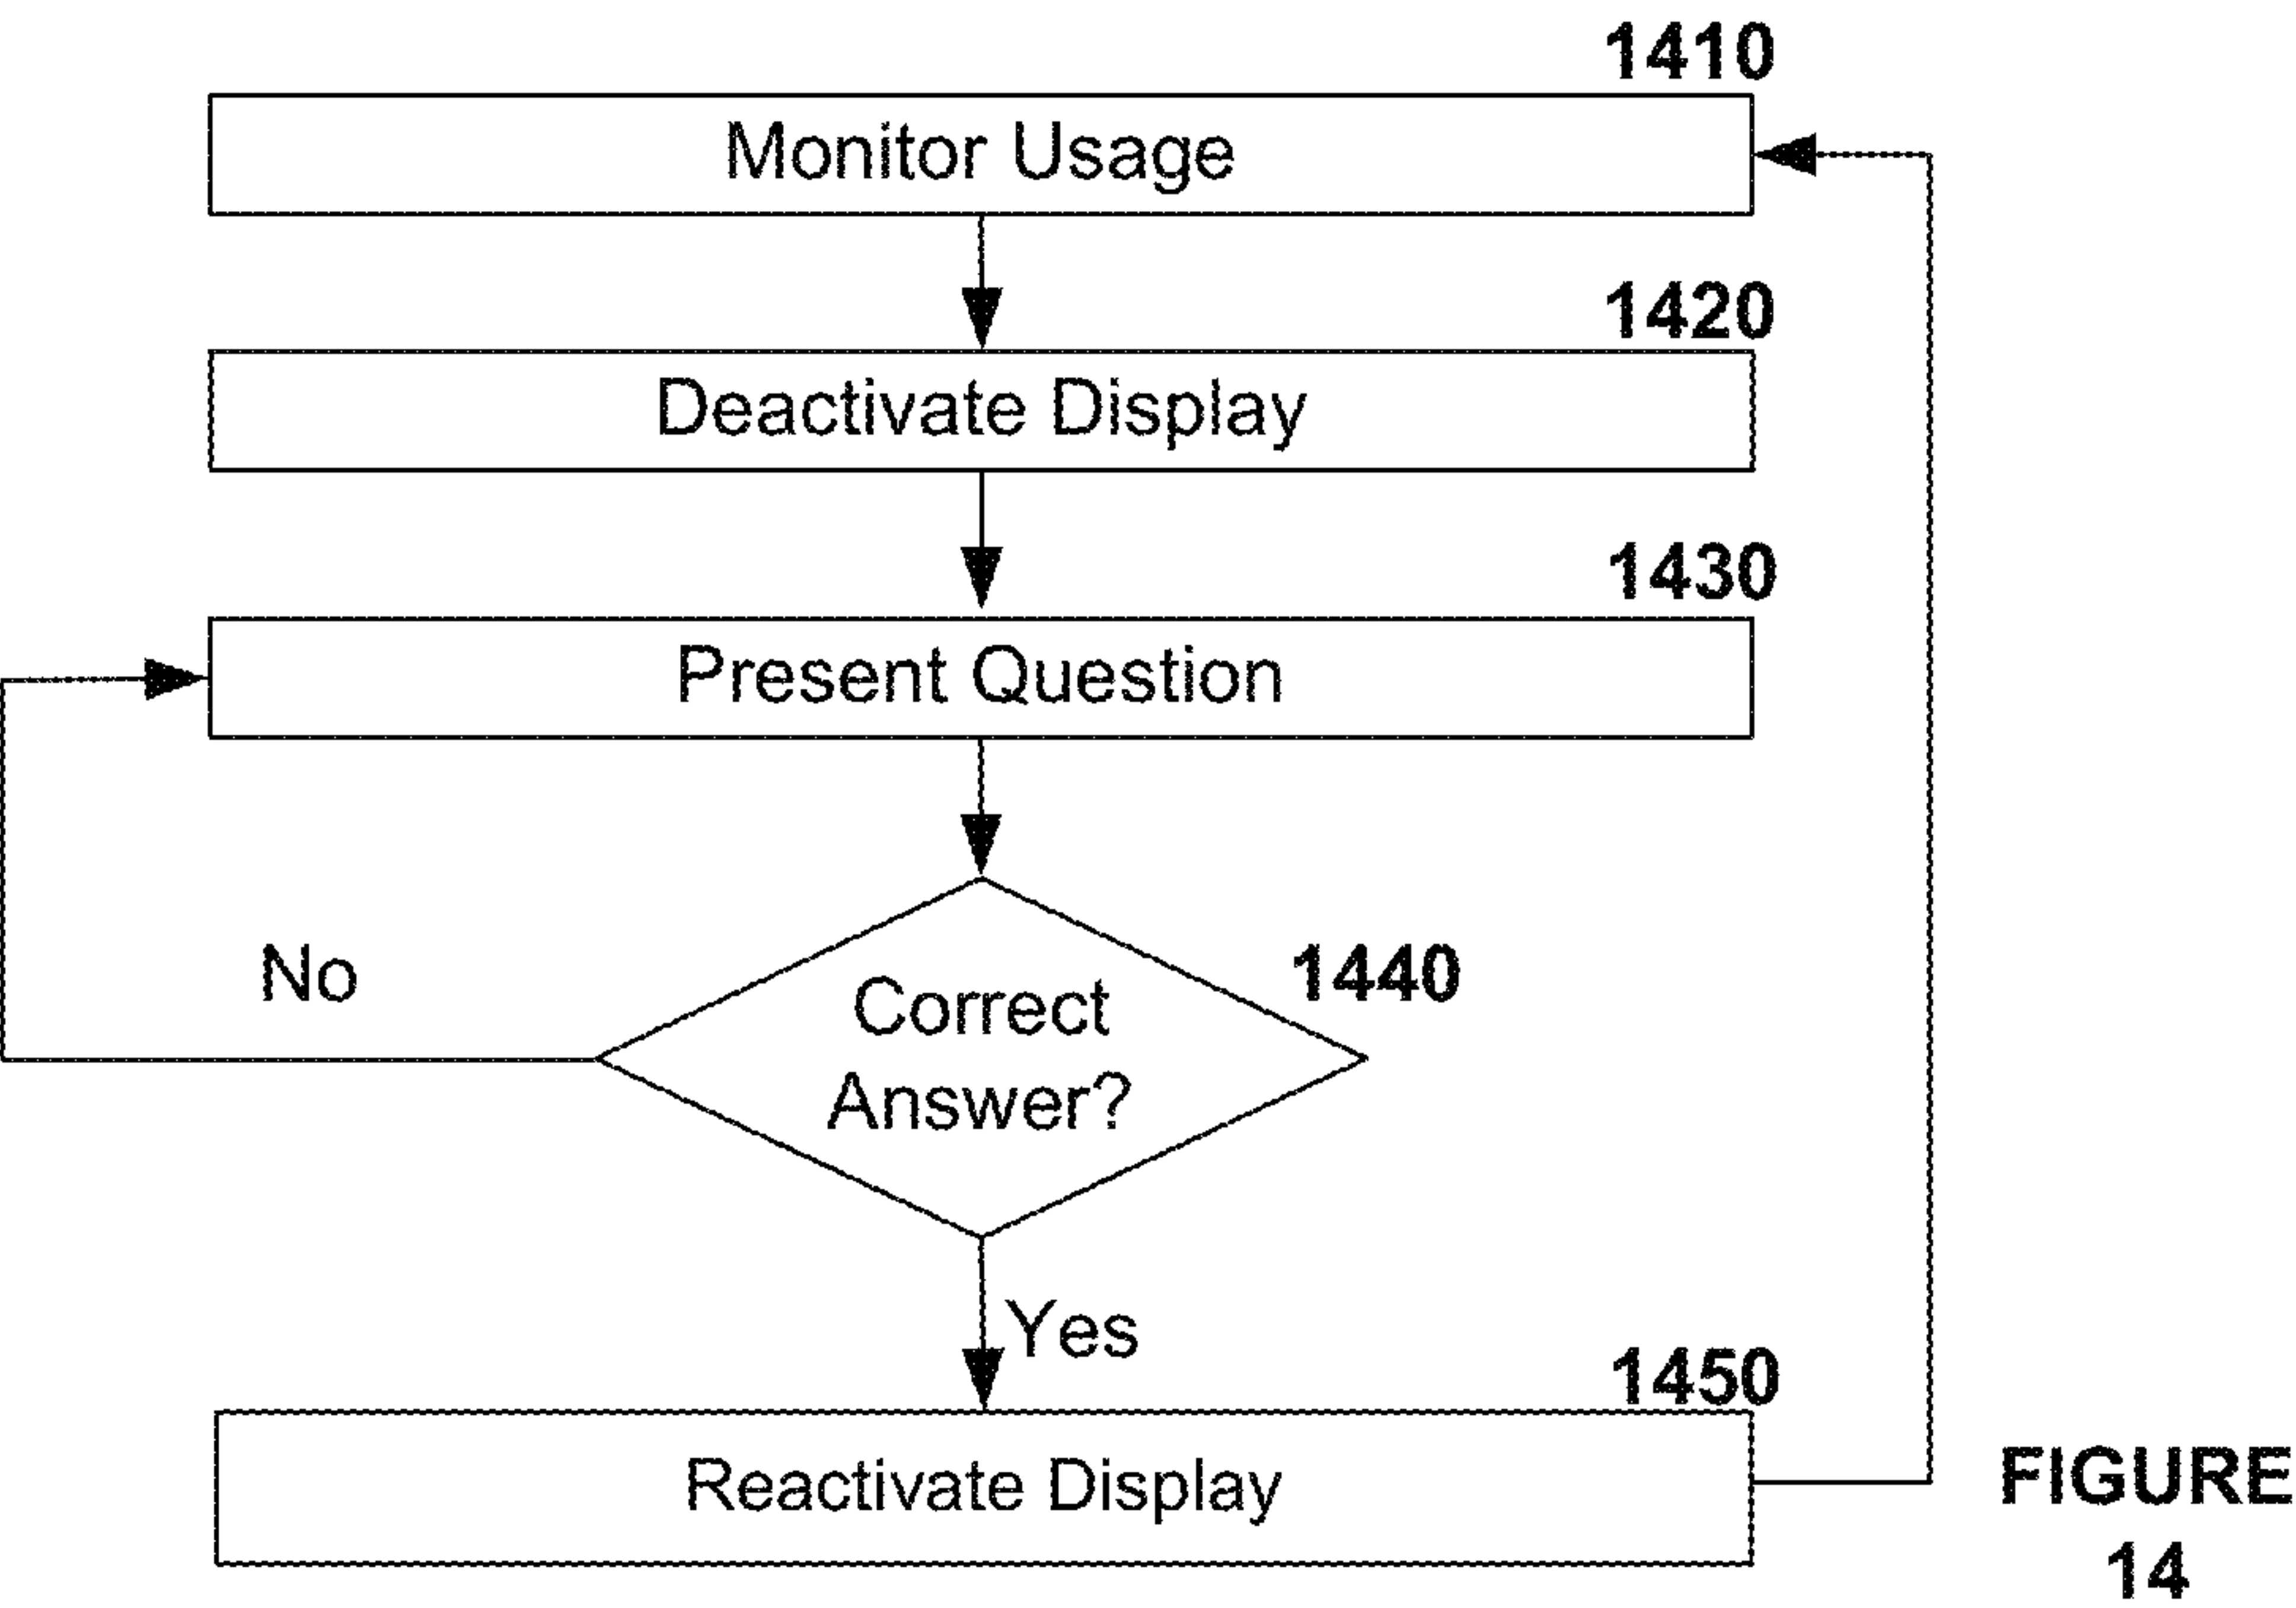 1410
Monitor Usage
1420
Deactivate Display
1430
Present Question
No
1440
Correct
Answer?
Yes
1450
Reactivate Display
FIGURE
14